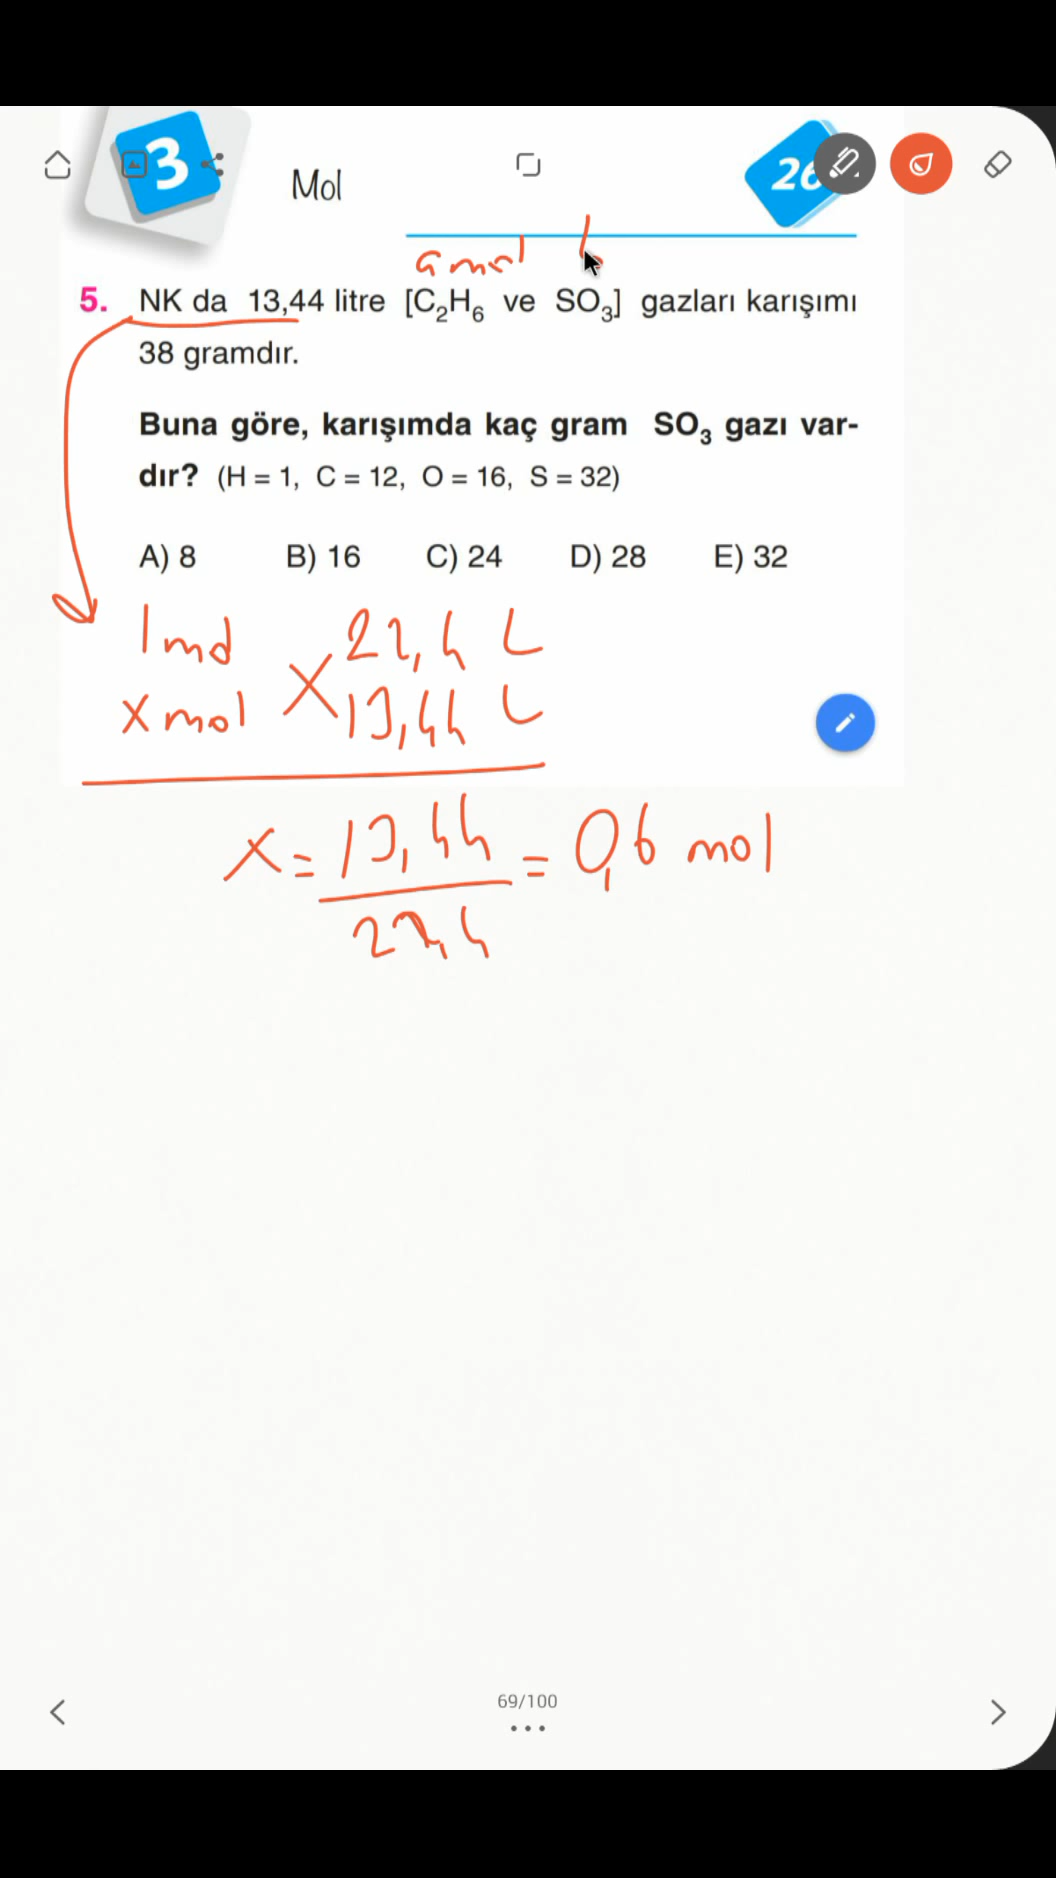 3
Mol
26
a mol b
5. NK da 13,44 litre [C₂H₆ ve SO₃] gazları karışımı
38 gramdır.
Buna göre, karışımda kaç gram SO₃ gazı var-
dır? (H = 1, C = 12, O = 16, S = 32)
A) 8 B) 16 C) 24 D) 28 E) 32
1 mol 22,4 L
x mol 13,44 L
x = 13,44 = 0,6 mol
22,4
69/100